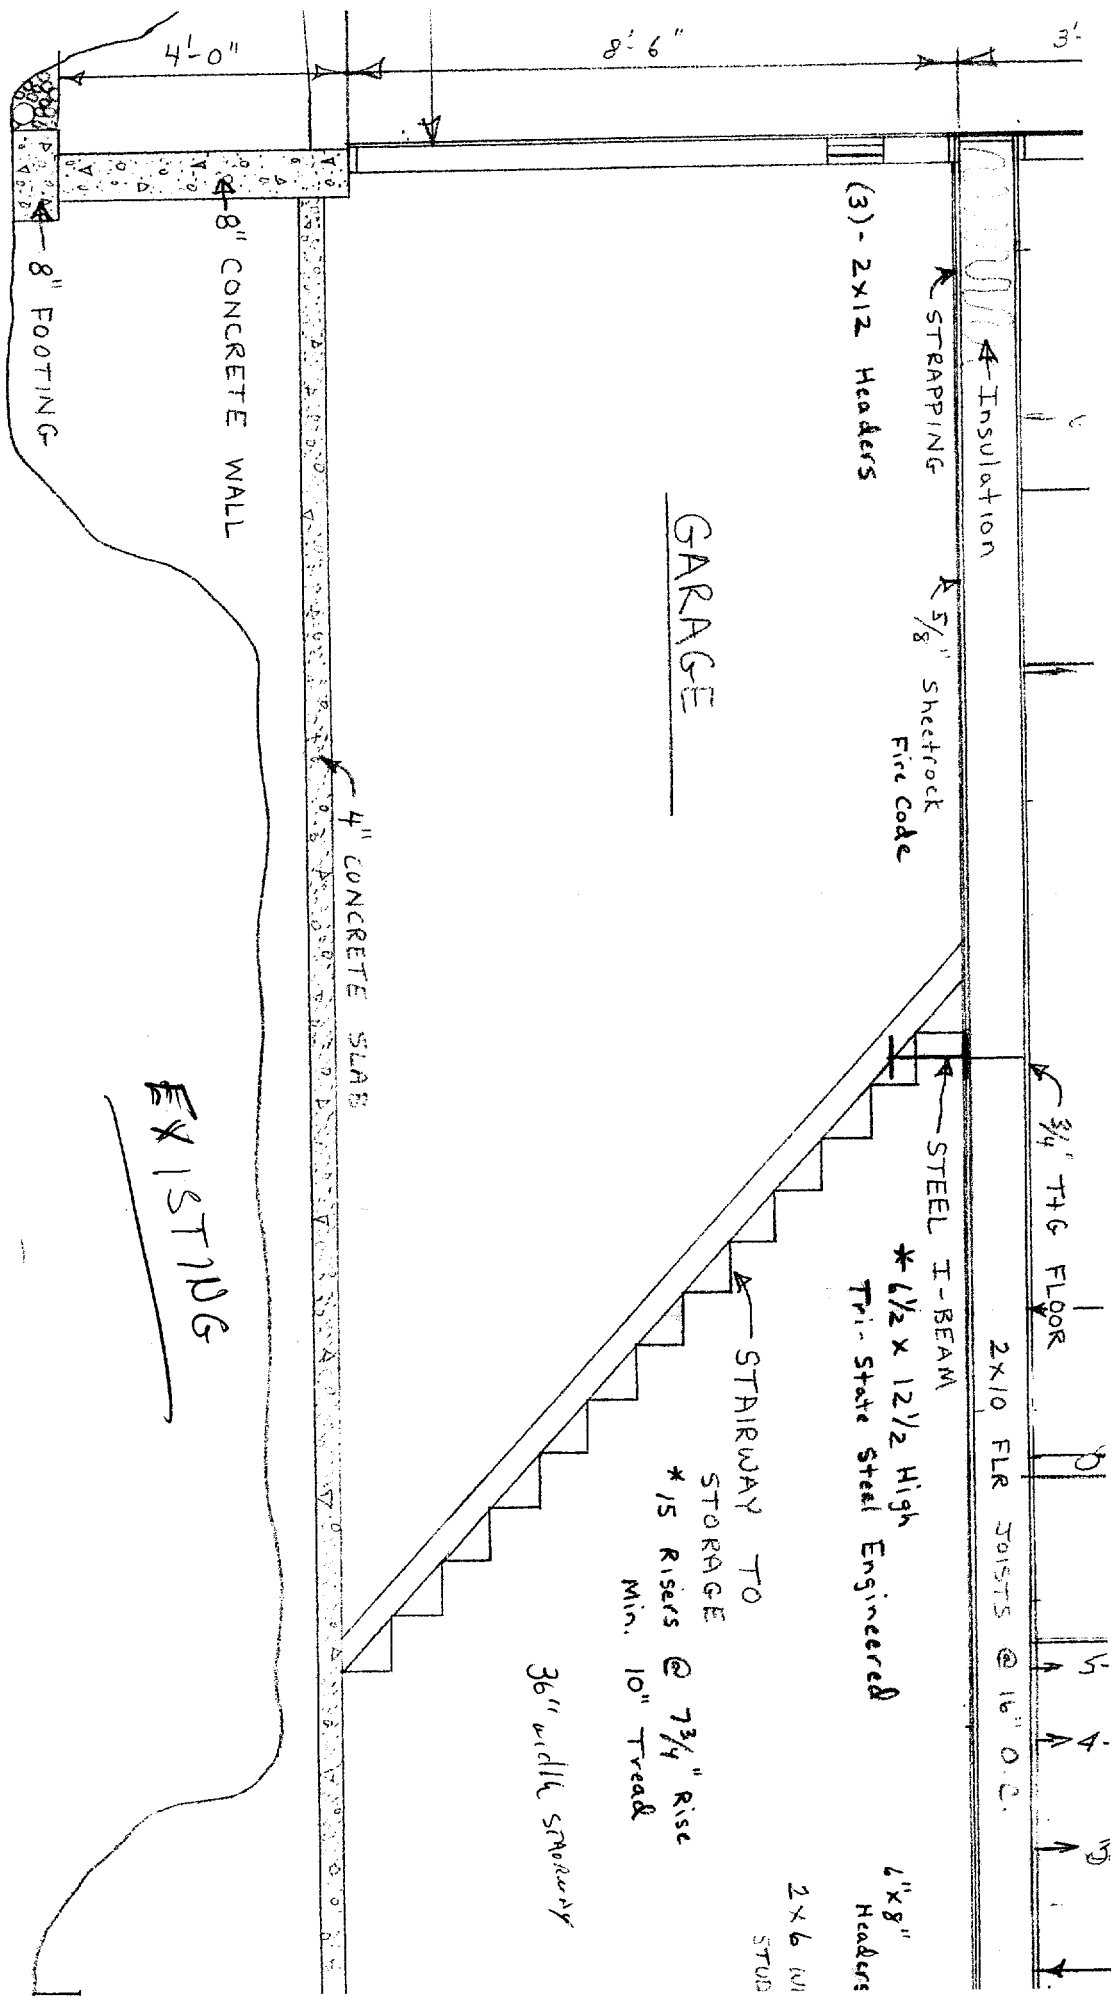 3/4" T+G FLOOR
2x10 FLR JOISTS @ 16" O.C.
Insulation
STRAPPING
5/8" Sheetrock
Fire Code
STEEL I-BEAM
* 6 1/2 x 12 1/2 High
Tri-State Steel Engineered
(3)- 2x12 Headers
6"x8"
Headers
2x6
STUD
GARAGE
STAIRWAY TO
STORAGE
* 15 Risers @ 7 3/4" Rise
Min. 10" Tread
36" width STAIRWAY
4" CONCRETE SLAB
8" CONCRETE WALL
8" FOOTING
EXISTING
3'-
8'-6"
4'-0"